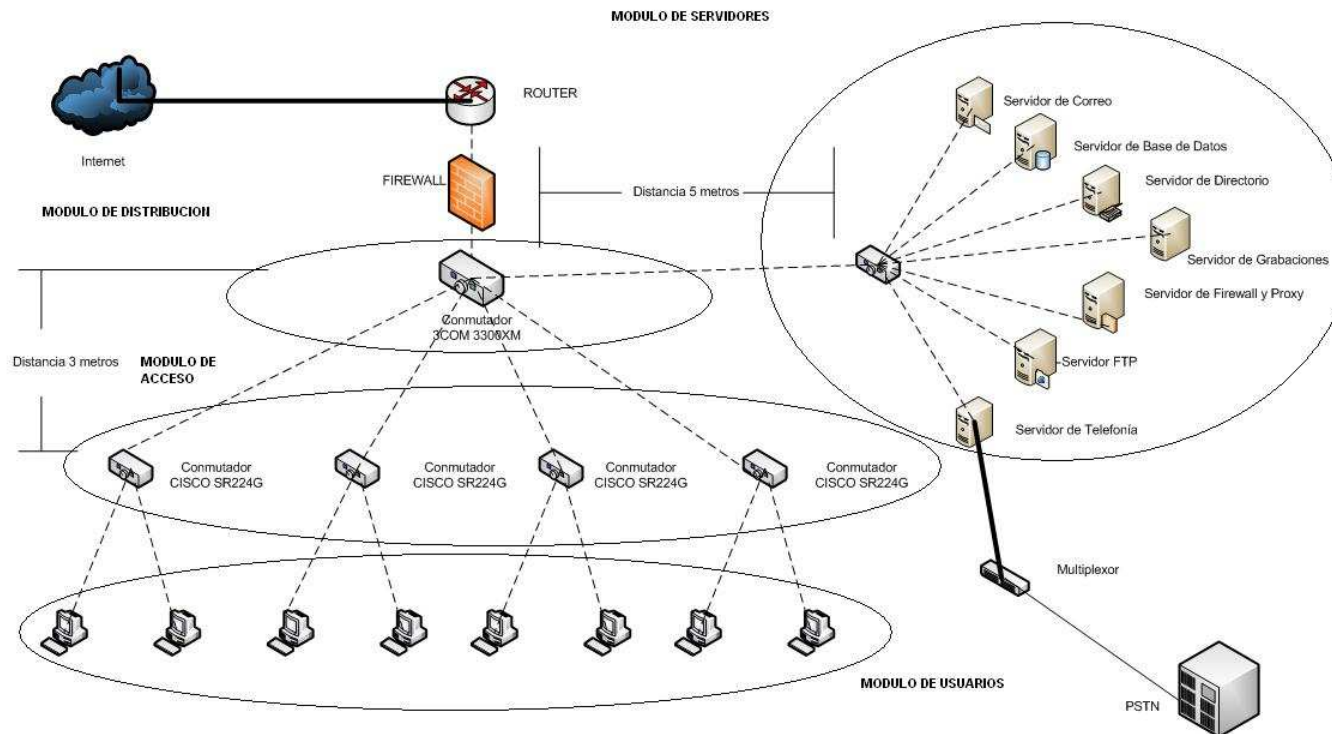 MODULO DE SERVIDORES
ROUTER
Servidor de Correo
Internet
FIREWALL
Servidor de Base de Datos
Distancia 5 metros
Servidor de Directorio
MODULO DE DISTRIBUCION
Servidor de Grabaciones
Servidor de Firewall y Proxy
Conmutador
3COM 3300XM
Distancia 3 metros
MODULO DE
ACCESO
Servidor FTP
Servidor de Telefonía
Conmutador
CISCO SR224G
Conmutador
CISCO SR224G
Conmutador
CISCO SR224G
Conmutador
CISCO SR224G
Multiplexor
MODULO DE USUARIOS
PSTN